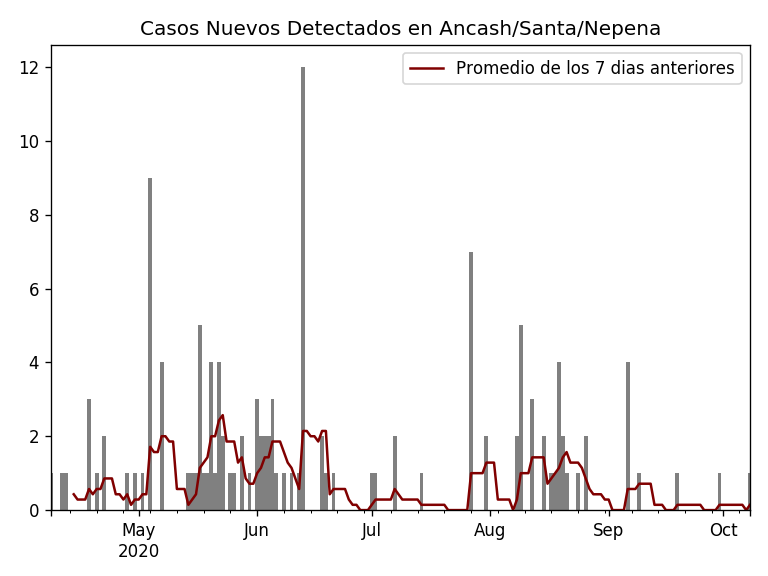 Casos Nuevos Detectados en Ancash/Santa/Nepena
Promedio de los 7 dias anteriores
12
10
8
6
4
2
0
May
2020
Jun
Jul
Aug
Sep
Oct